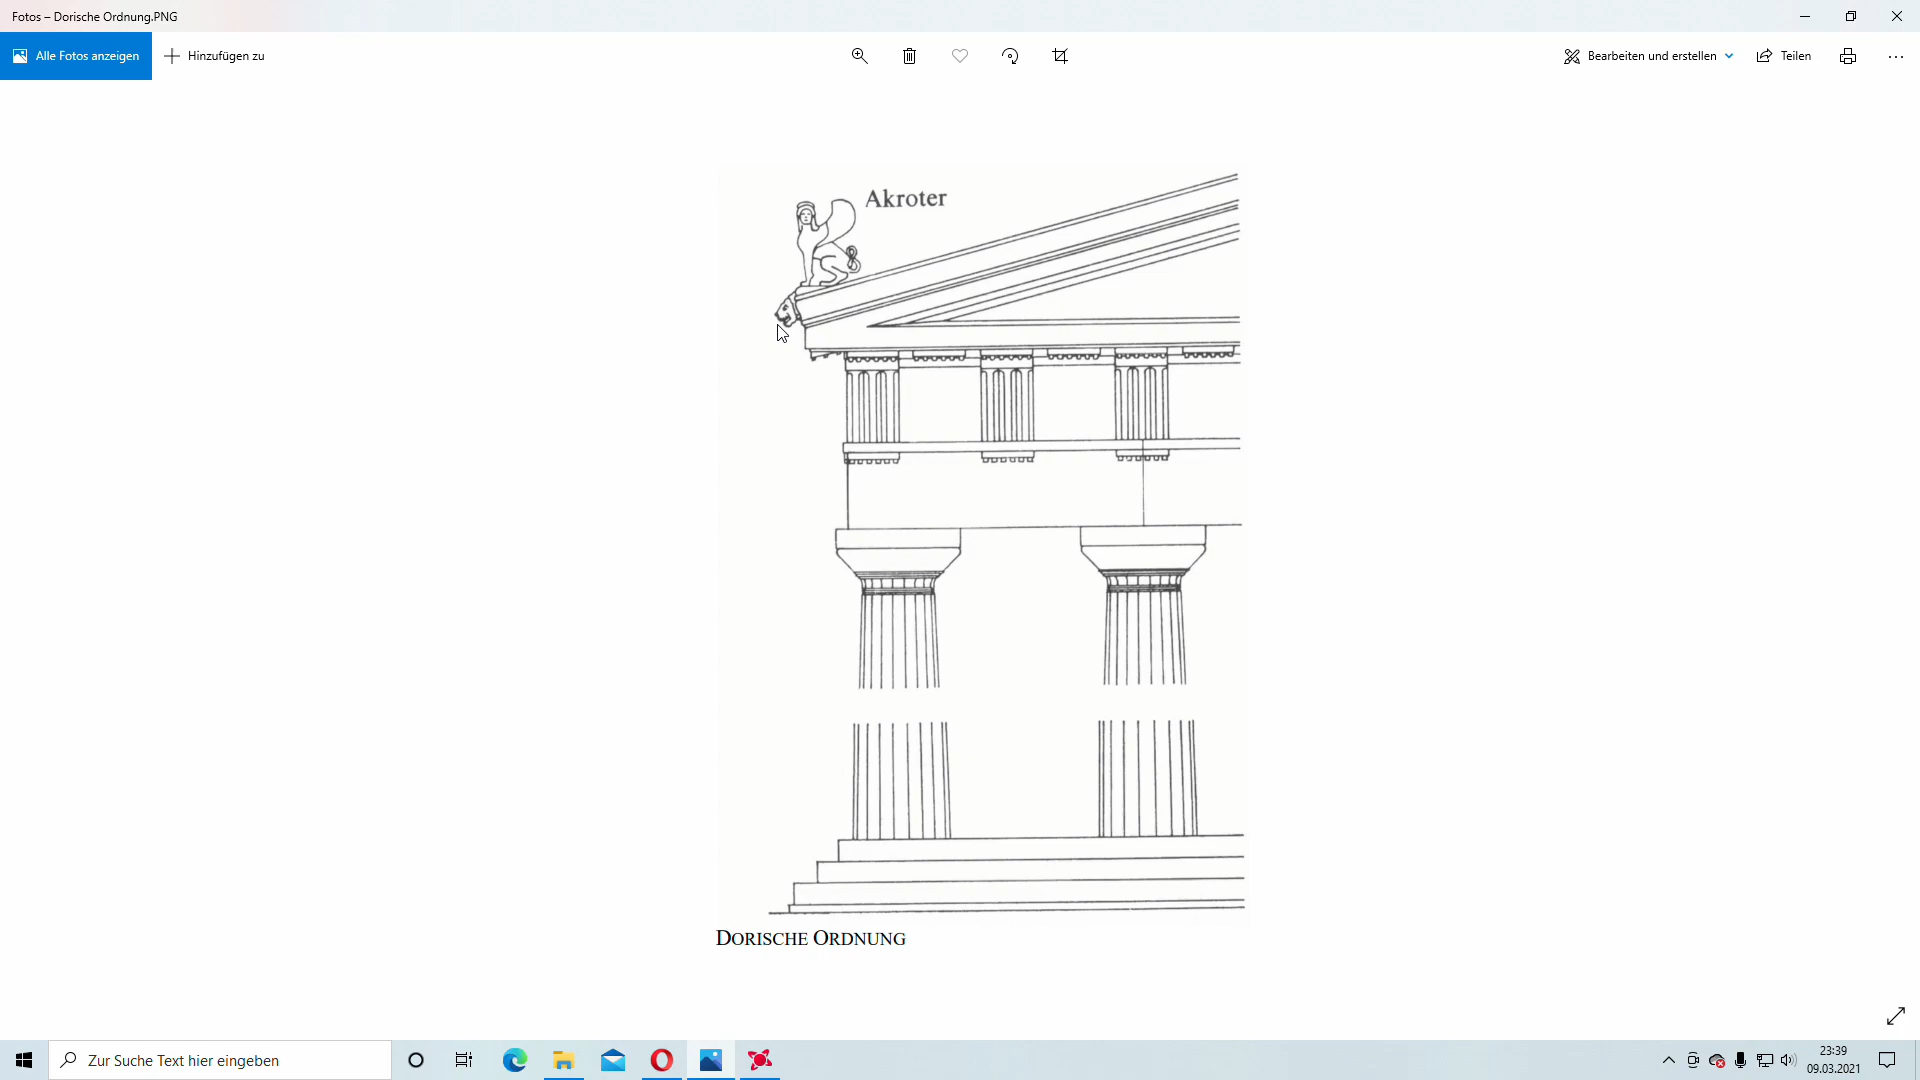 Fotos – Dorische Ordnung.PNG
Alle Fotos anzeigen
Hinzufügen zu
Bearbeiten und erstellen
Teilen
Akroter
DORISCHE ORDNUNG
Zur Suche Text hier eingeben
23:39
09.03.2021